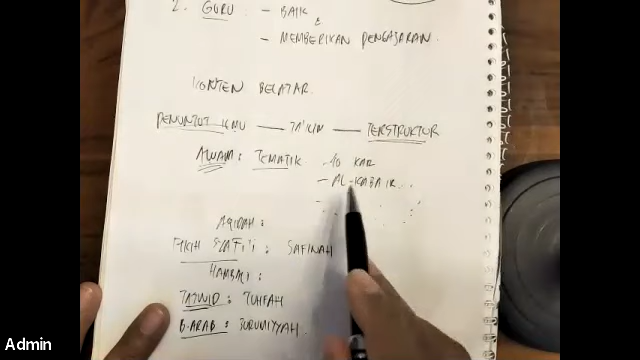 2. GURU - BAIK
&
- MEMBERIKAN PENGAJARAN.
KONTEN BELAJAR.
PENUNTUT ILMU — TA'LIM — TERSTRUKTUR
AWAM: TEMATIK - 40 KAR
- AL-KABAIR..
AQIDAH:
FIKIH SYAFI'I: SAFINAH
HAMBALI:
TAJWID: TUHFAH
B.ARAB: JURUMIYYAH.
Admin